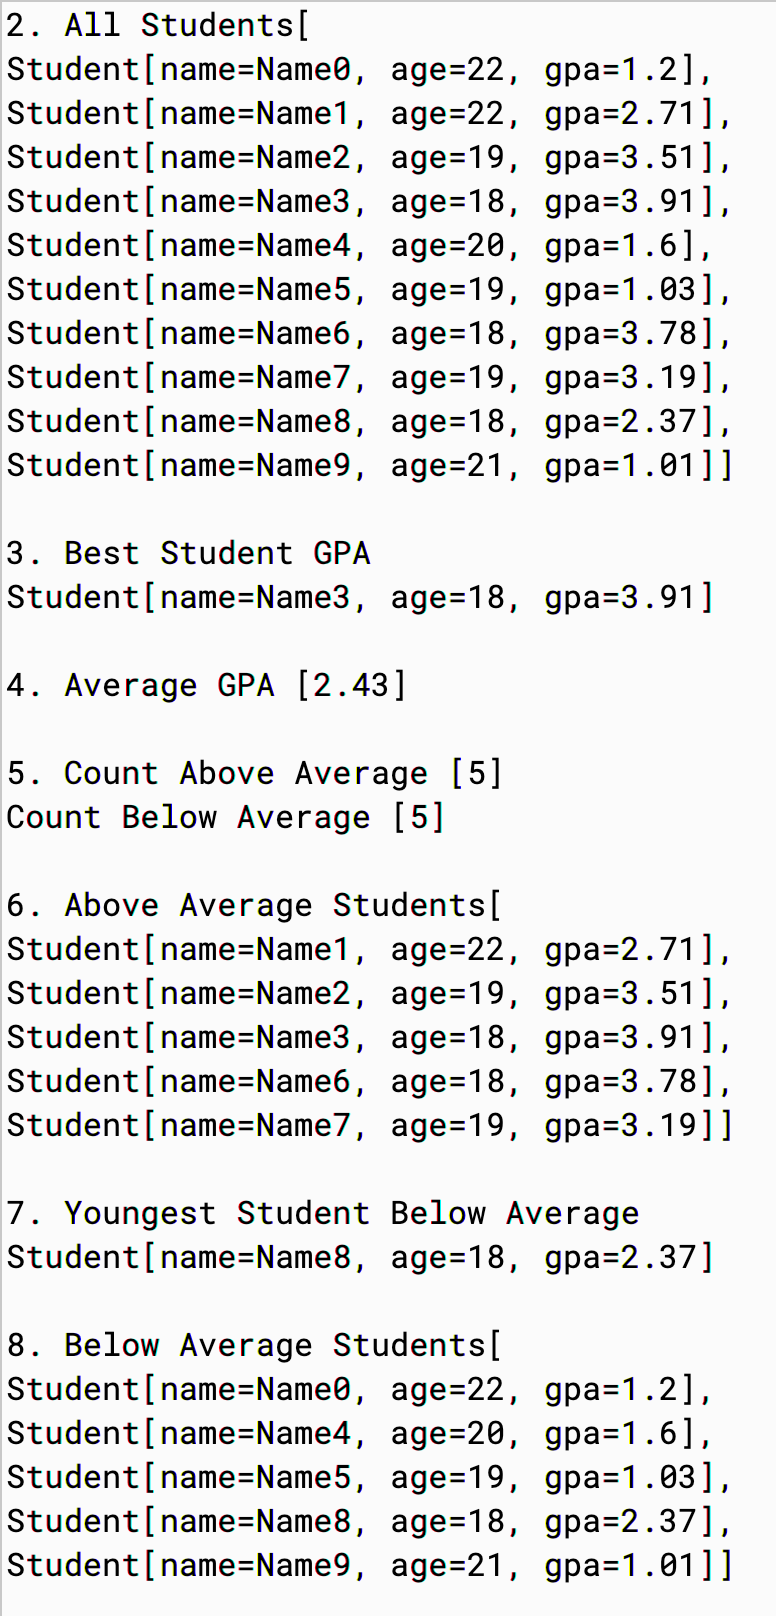 2. All Students[
Student[name=Name0, age=22, gpa=1.2],
Student[name=Name1, age=22, gpa=2.71],
Student[name=Name2, age=19, gpa=3.51],
Student[name=Name3, age=18, gpa=3.91],
Student[name=Name4, age=20, gpa=1.6],
Student[name=Name5, age=19, gpa=1.03],
Student[name=Name6, age=18, gpa=3.78],
Student[name=Name7, age=19, gpa=3.19],
Student[name=Name8, age=18, gpa=2.37],
Student[name=Name9, age=21, gpa=1.01]]

3. Best Student GPA
Student[name=Name3, age=18, gpa=3.91]

4. Average GPA [2.43]

5. Count Above Average [5]
Count Below Average [5]

6. Above Average Students[
Student[name=Name1, age=22, gpa=2.71],
Student[name=Name2, age=19, gpa=3.51],
Student[name=Name3, age=18, gpa=3.91],
Student[name=Name6, age=18, gpa=3.78],
Student[name=Name7, age=19, gpa=3.19]]

7. Youngest Student Below Average
Student[name=Name8, age=18, gpa=2.37]

8. Below Average Students[
Student[name=Name0, age=22, gpa=1.2],
Student[name=Name4, age=20, gpa=1.6],
Student[name=Name5, age=19, gpa=1.03],
Student[name=Name8, age=18, gpa=2.37],
Student[name=Name9, age=21, gpa=1.01]]